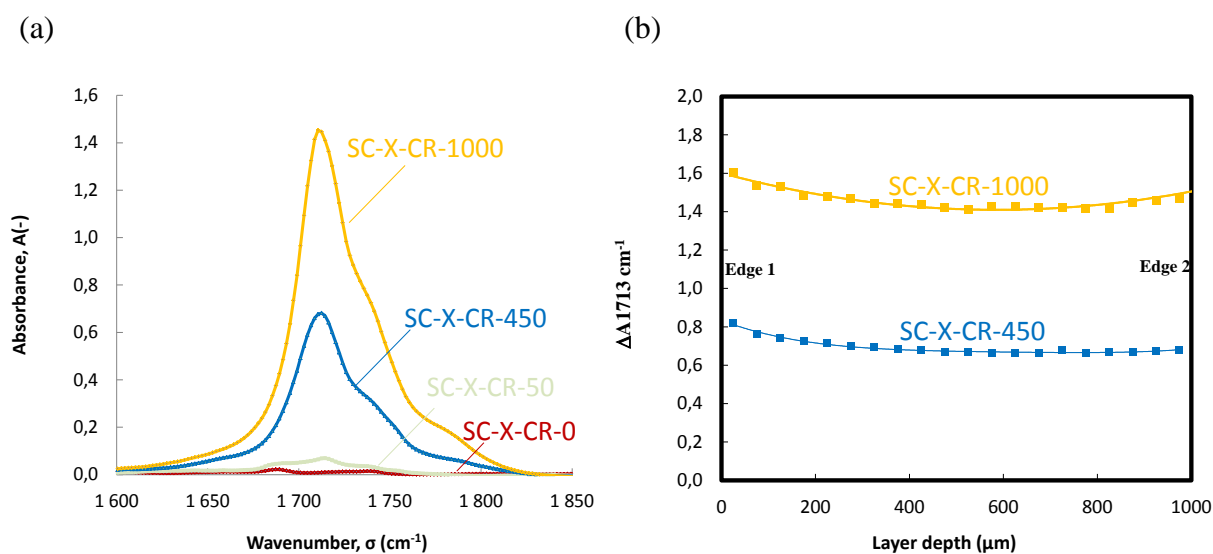 (a)
1,6
1,4
1,2
1,0
0,8
0,6
0,4
0,2
0,0
Absorbance, A(-)
SC-X-CR-1000
SC-X-CR-450
SC-X-CR-50
SC-X-CR-0
1 600
1 650
1 700
1 750
1 800
1 850
Wavenumber, σ (cm-1)
(b)
2,0
1,8
1,6
1,4
1,2
1,0
0,8
0,6
0,4
0,2
0,0
ΔA1713 cm-1
SC-X-CR-1000
Edge 1
Edge 2
SC-X-CR-450
0
200
400
600
800
1000
Layer depth (µm)